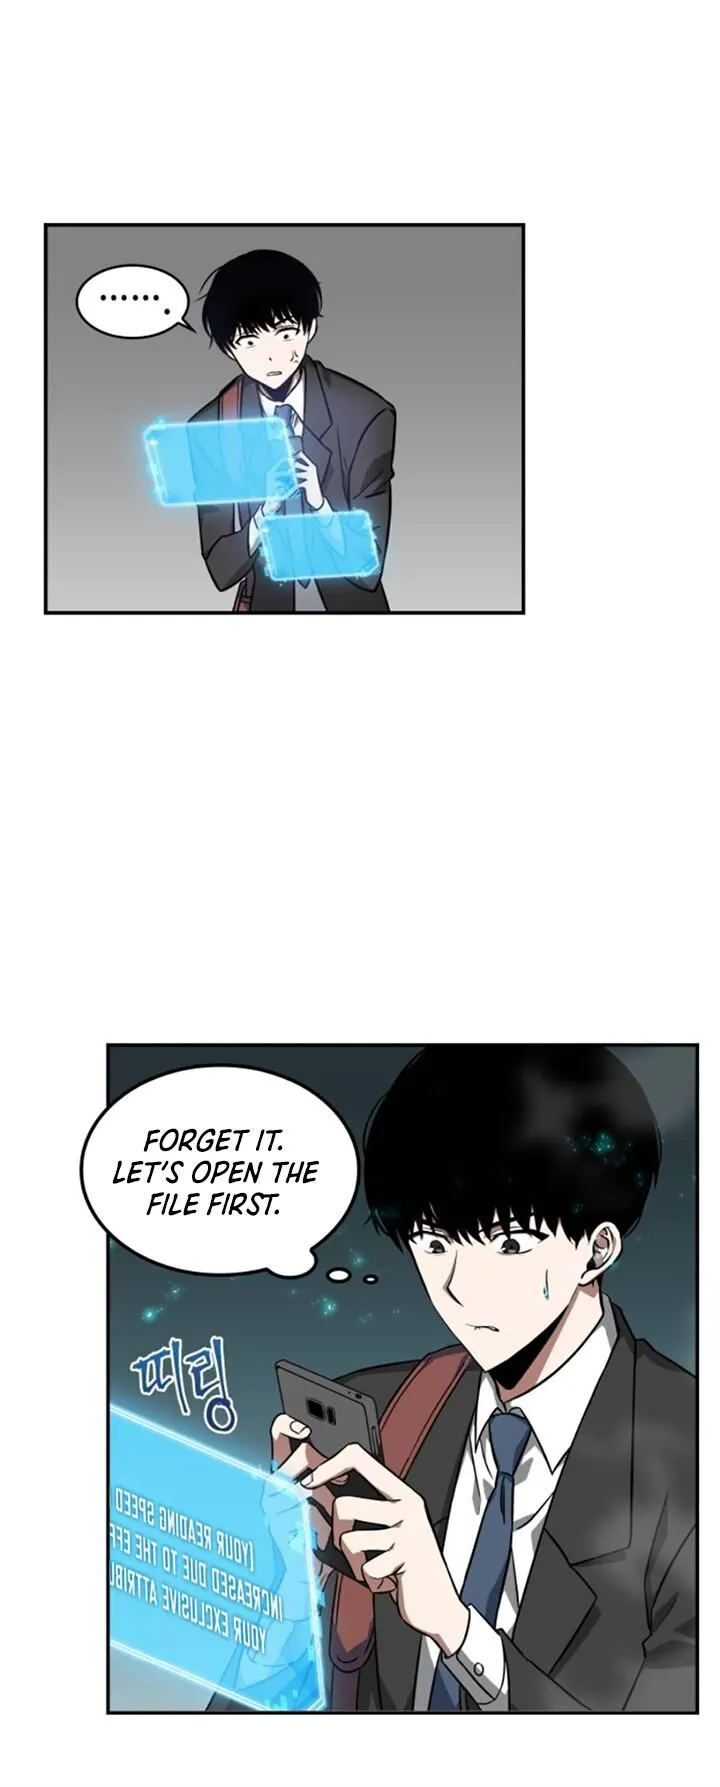 .......
FORGET IT.
LET'S OPEN THE
FILE FIRST.
띠링
[YOUR READING SPEED
INCREASED DUE TO THE EFF
YOUR EXCLUSIVE ATTRIBU